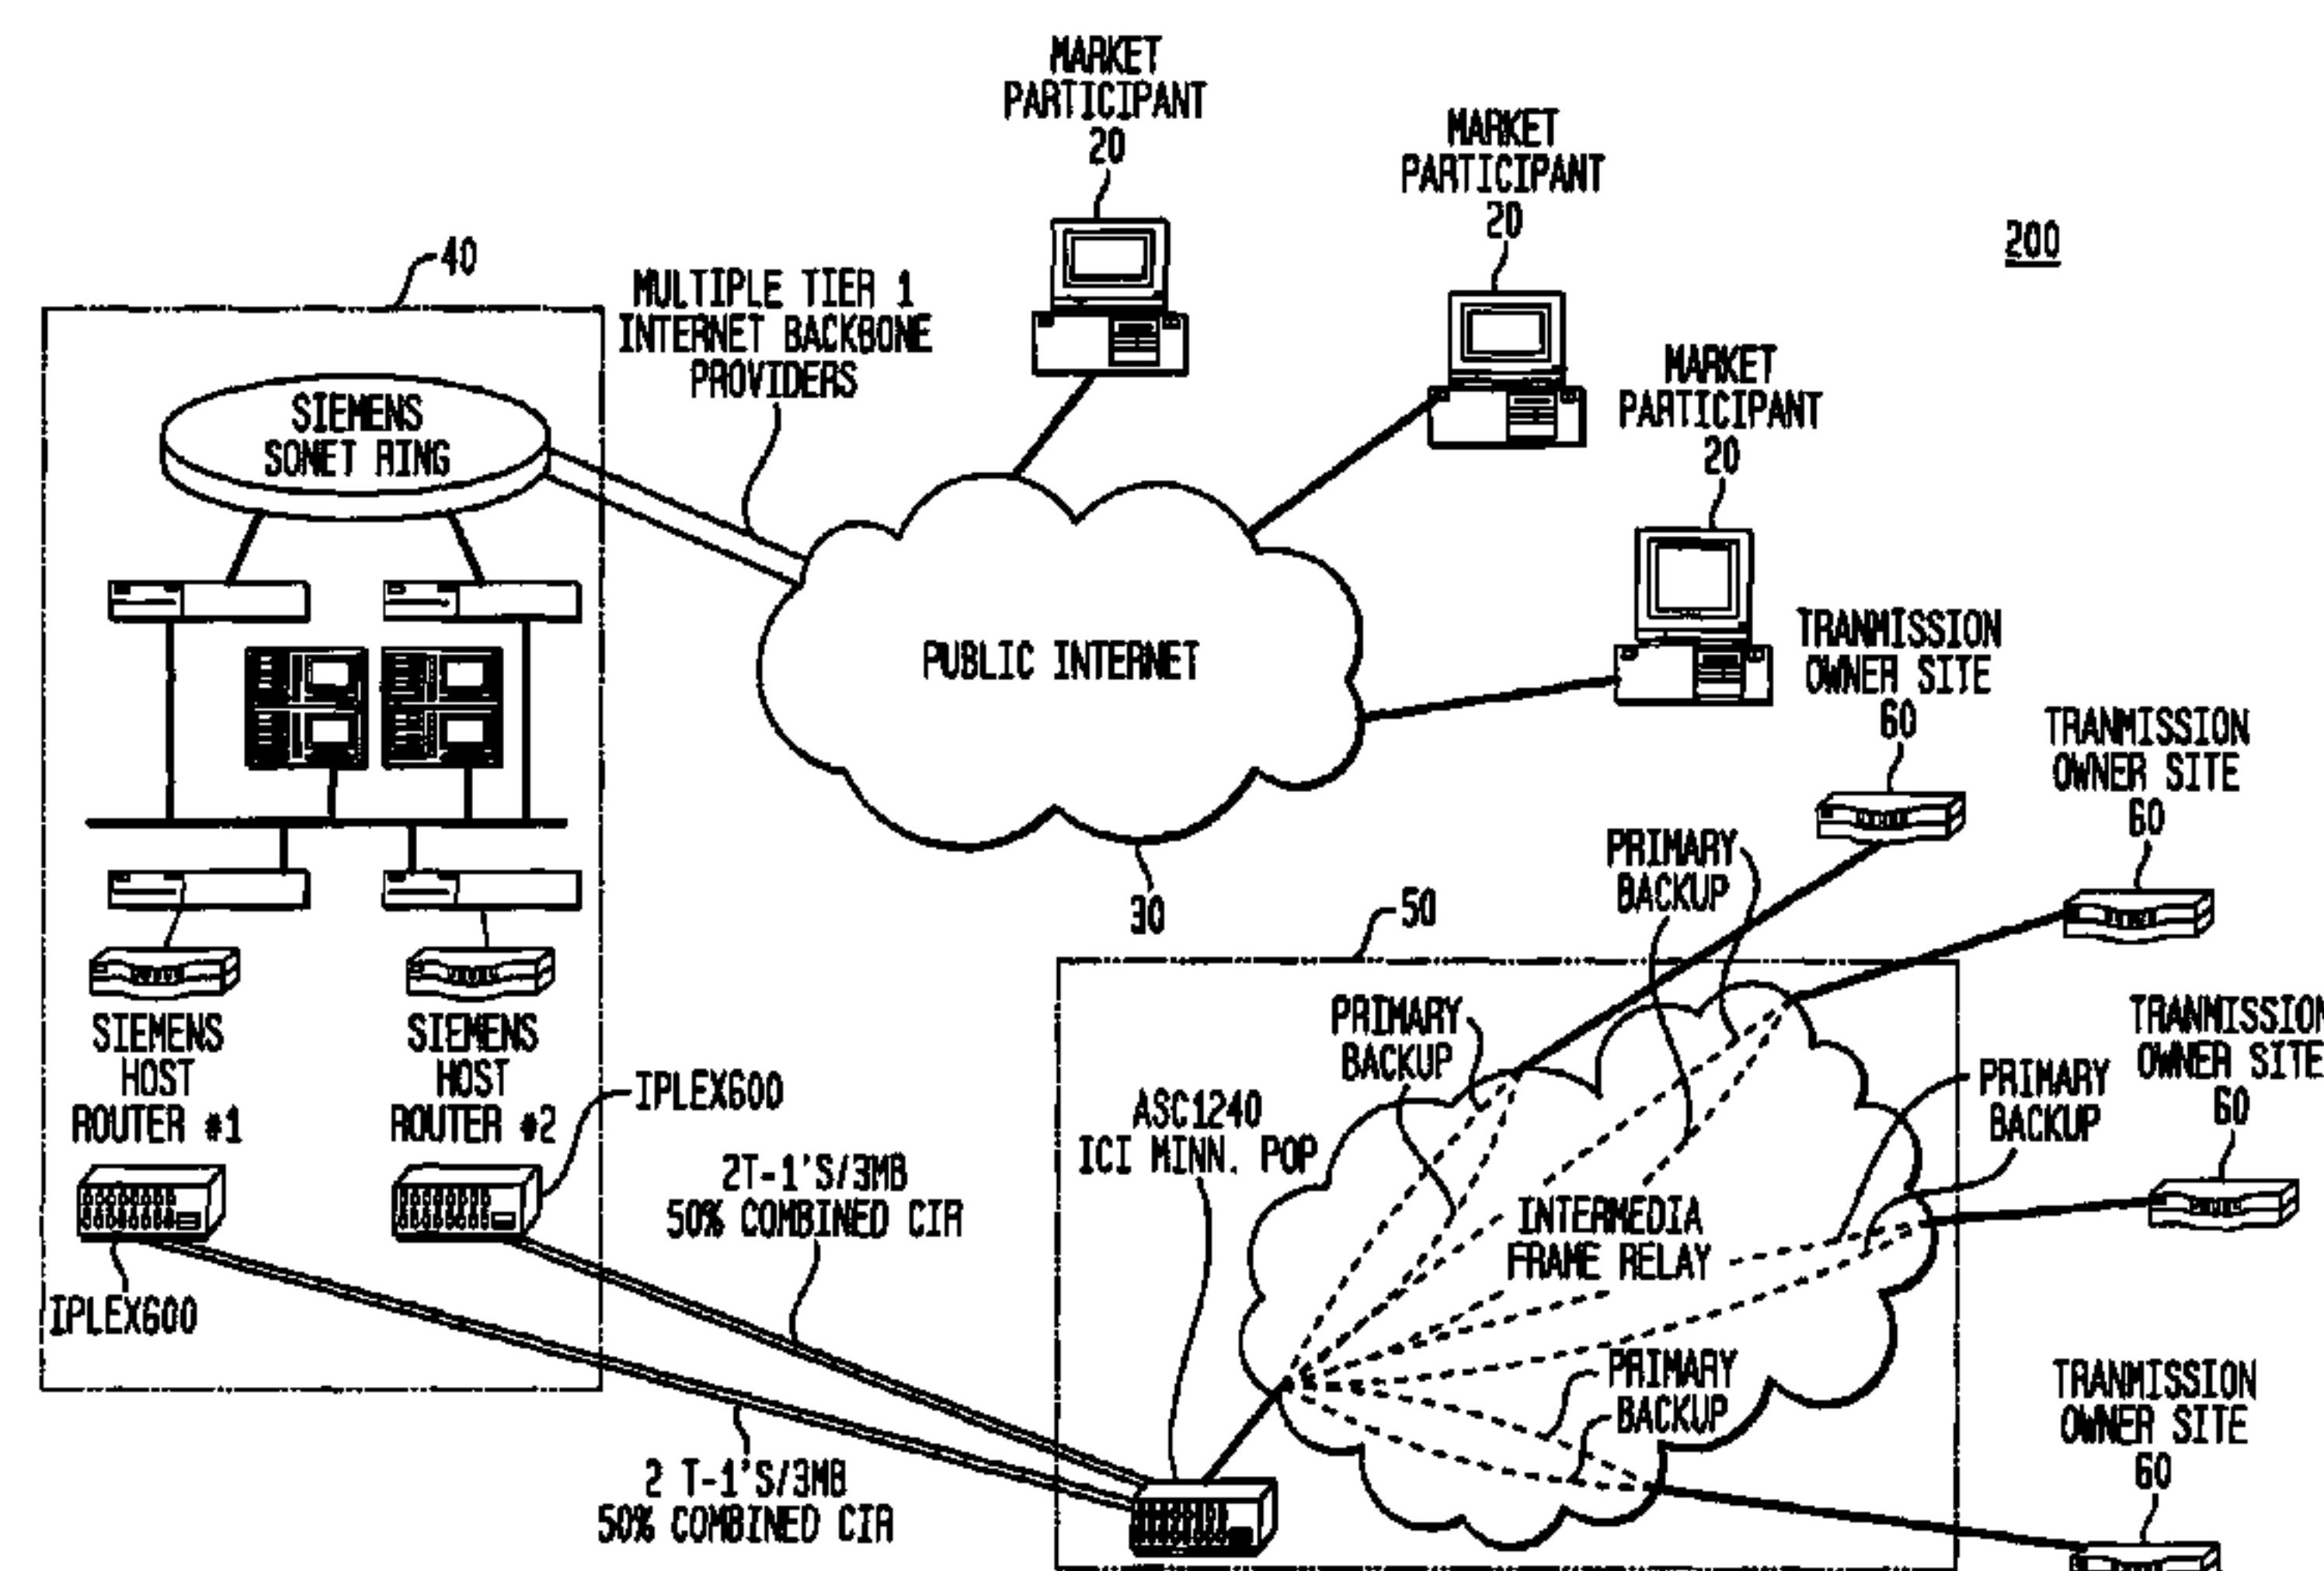 MARKET
PARTICIPANT
20
MARKET
PARTICIPANT
20
200
40
MULTIPLE TIER 1
INTERNET BACKBONE
PROVIDERS
MARKET
PARTICIPANT
20
SIEMENS
SONET RING
PUBLIC INTERNET
TRANMISSION
OWNER SITE
60
TRANMISSION
OWNER SITE
60
PRIMARY
BACKUP
30
50
SIEMENS
HOST
ROUTER #1
SIEMENS
HOST
ROUTER #2
IPLEX600
PRIMARY
BACKUP
TRANMISSION
OWNER SITE
60
PRIMARY
BACKUP
ASC1240
ICI MINN. POP
2T-1'S/3MB
50% COMBINED CIR
INTERMEDIA
FRAME RELAY
IPLEX600
PRIMARY
BACKUP
TRANMISSION
OWNER SITE
60
2 T-1'S/3MB
50% COMBINED CIR